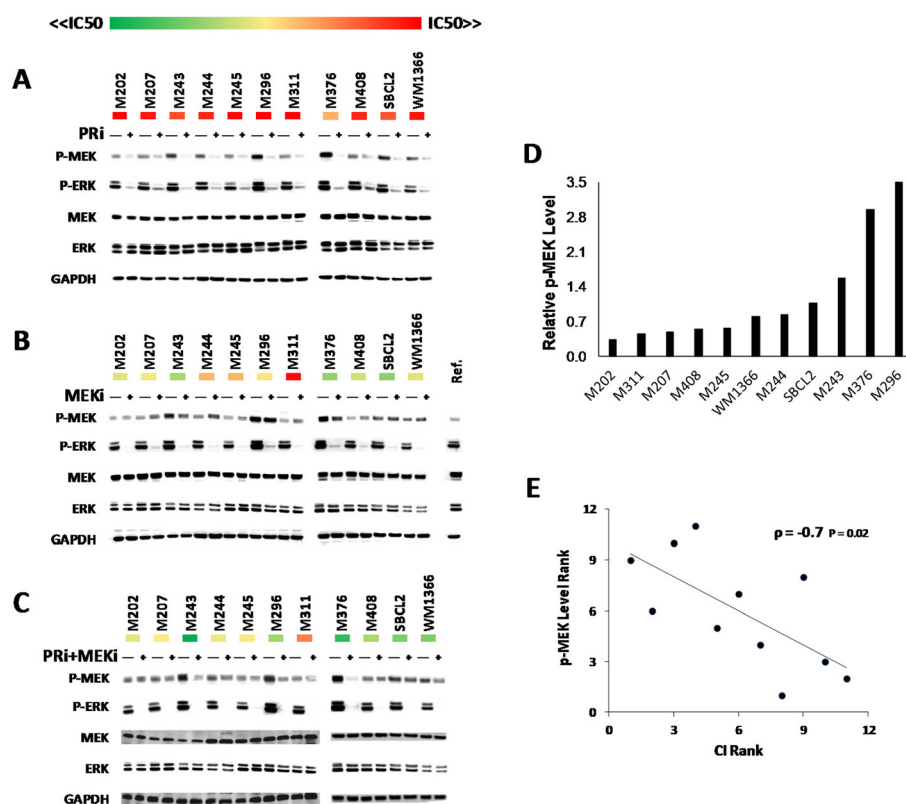 <<IC50 IC50>>
A
M202 M207 M243 M244 M245 M296 M311 M376 M408 SBCL2 WM1366
PRi — + — + — + — + — + — + — + — + — + — + — +
P-MEK
P-ERK
MEK
ERK
GAPDH
B
M202 M207 M243 M244 M245 M296 M311 M376 M408 SBCL2 WM1366 Ref.
MEKi — + — + — + — + — + — + — + — + — + — + — +
P-MEK
P-ERK
MEK
ERK
GAPDH
C
M202 M207 M243 M244 M245 M296 M311 M376 M408 SBCL2 WM1366
PRi+MEKi — + — + — + — + — + — + — + — + — + — + — +
P-MEK
P-ERK
MEK
ERK
GAPDH
D
Relative p-MEK Level
3.5
2.8
2.1
1.4
0.7
0.0
M202 M311 M207 M408 M245 WM1366 M244 SBCL2 M243 M376 M296
E
p-MEK Level Rank
12
9
6
3
0
ρ = -0.7 P = 0.02
0 3 6 9 12
CI Rank